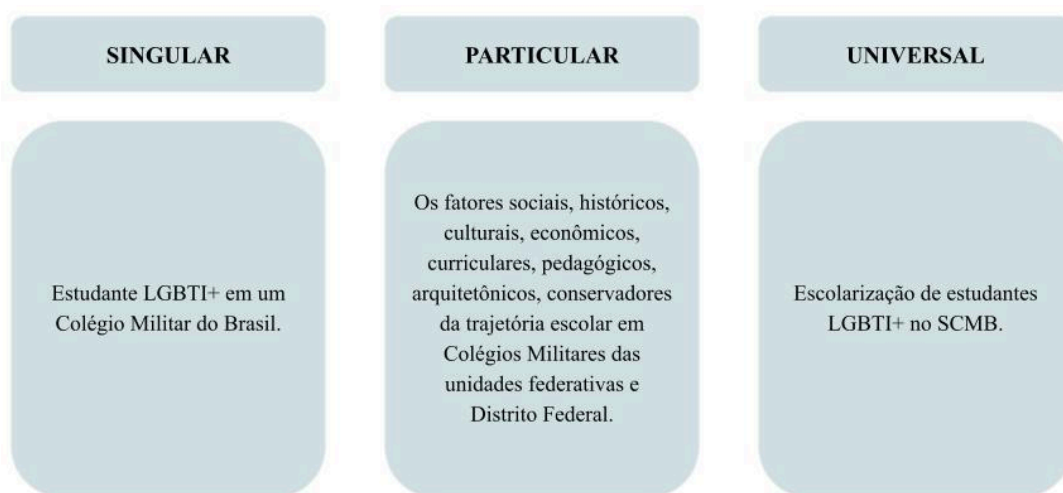 SINGULAR
Estudante LGBTI+ em um
Colégio Militar do Brasil.
PARTICULAR
Os fatores sociais, históricos,
culturais, econômicos,
curriculares, pedagógicos,
arquitetônicos, conservadores
da trajetória escolar em
Colégios Militares das
unidades federativas e
Distrito Federal.
UNIVERSAL
Escolarização de estudantes
LGBTI+ no SCMB.